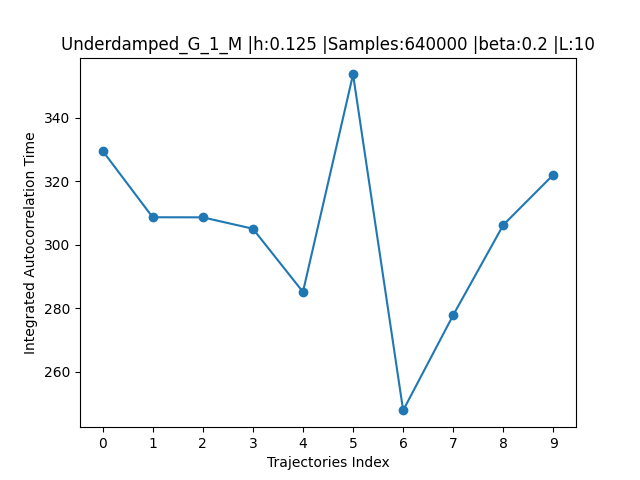 Underdamped_G_1_M |h:0.125 |Samples:640000 |beta:0.2 |L:10
Integrated Autocorrelation Time
340
320
300
280
260
0 1 2 3 4 5 6 7 8 9
Trajectories Index